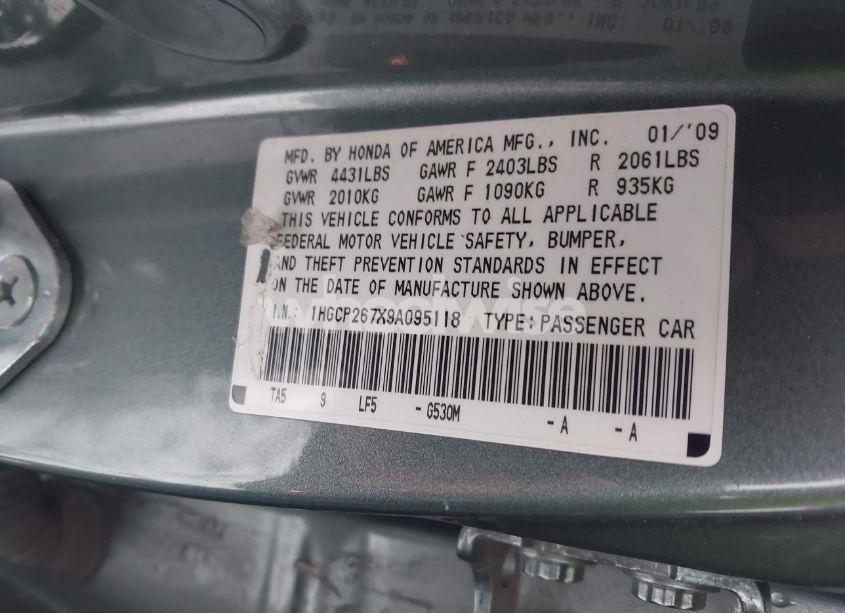 MFD. BY HONDA OF AMERICA MFG., INC. 01/'09
GVWR 4431LBS GAWR F 2403LBS R 2061LBS
GVWR 2010KG GAWR F 1090KG R 935KG
THIS VEHICLE CONFORMS TO ALL APPLICABLE
FEDERAL MOTOR VEHICLE SAFETY, BUMPER,
AND THEFT PREVENTION STANDARDS IN EFFECT
ON THE DATE OF MANUFACTURE SHOWN ABOVE.
.I.N.: 1HGCP267X9A095118 TYPE:PASSENGER CAR
TA5 9 LF5 -G530M -A -A